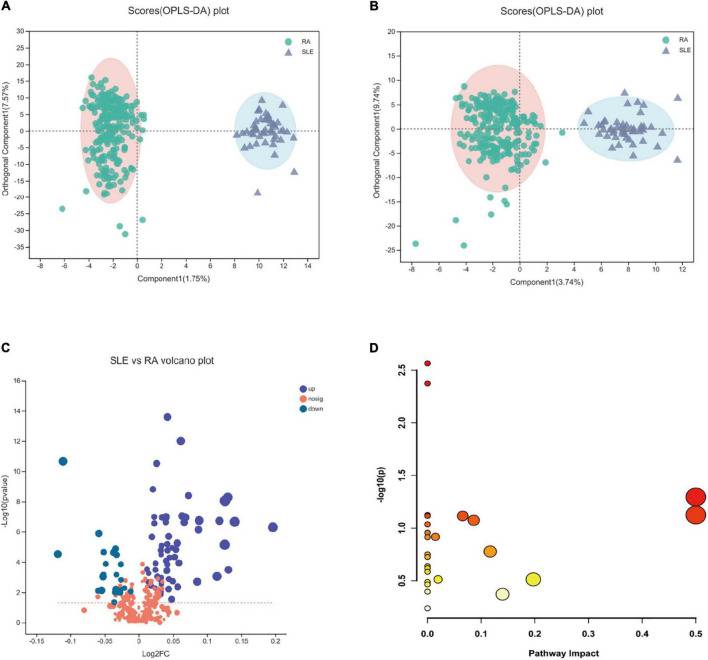 A
Scores(OPLS-DA) plot
RA
SLE
Orthogonal Component1(7.57%)
30
25
20
15
10
5
0
-5
-10
-15
-20
-25
-30
-35
-8 -6 -4 -2 0 2 4 6 8 10 12 14
Component1(1.75%)
B
Scores(OPLS-DA) plot
RA
SLE
Orthogonal Component1(9.74%)
20
15
10
5
0
-5
-10
-15
-20
-25
-8 -6 -4 -2 0 2 4 6 8 10 12
Component1(3.74%)
C
SLE vs RA volcano plot
up
nosig
down
-Log10(pvalue)
16
14
12
10
8
6
4
2
0
-0.15 -0.1 -0.05 0 0.05 0.1 0.15 0.2
Log2FC
D
-log10(p)
2.5
2.0
1.5
1.0
0.5
0.0 0.1 0.2 0.3 0.4 0.5
Pathway Impact